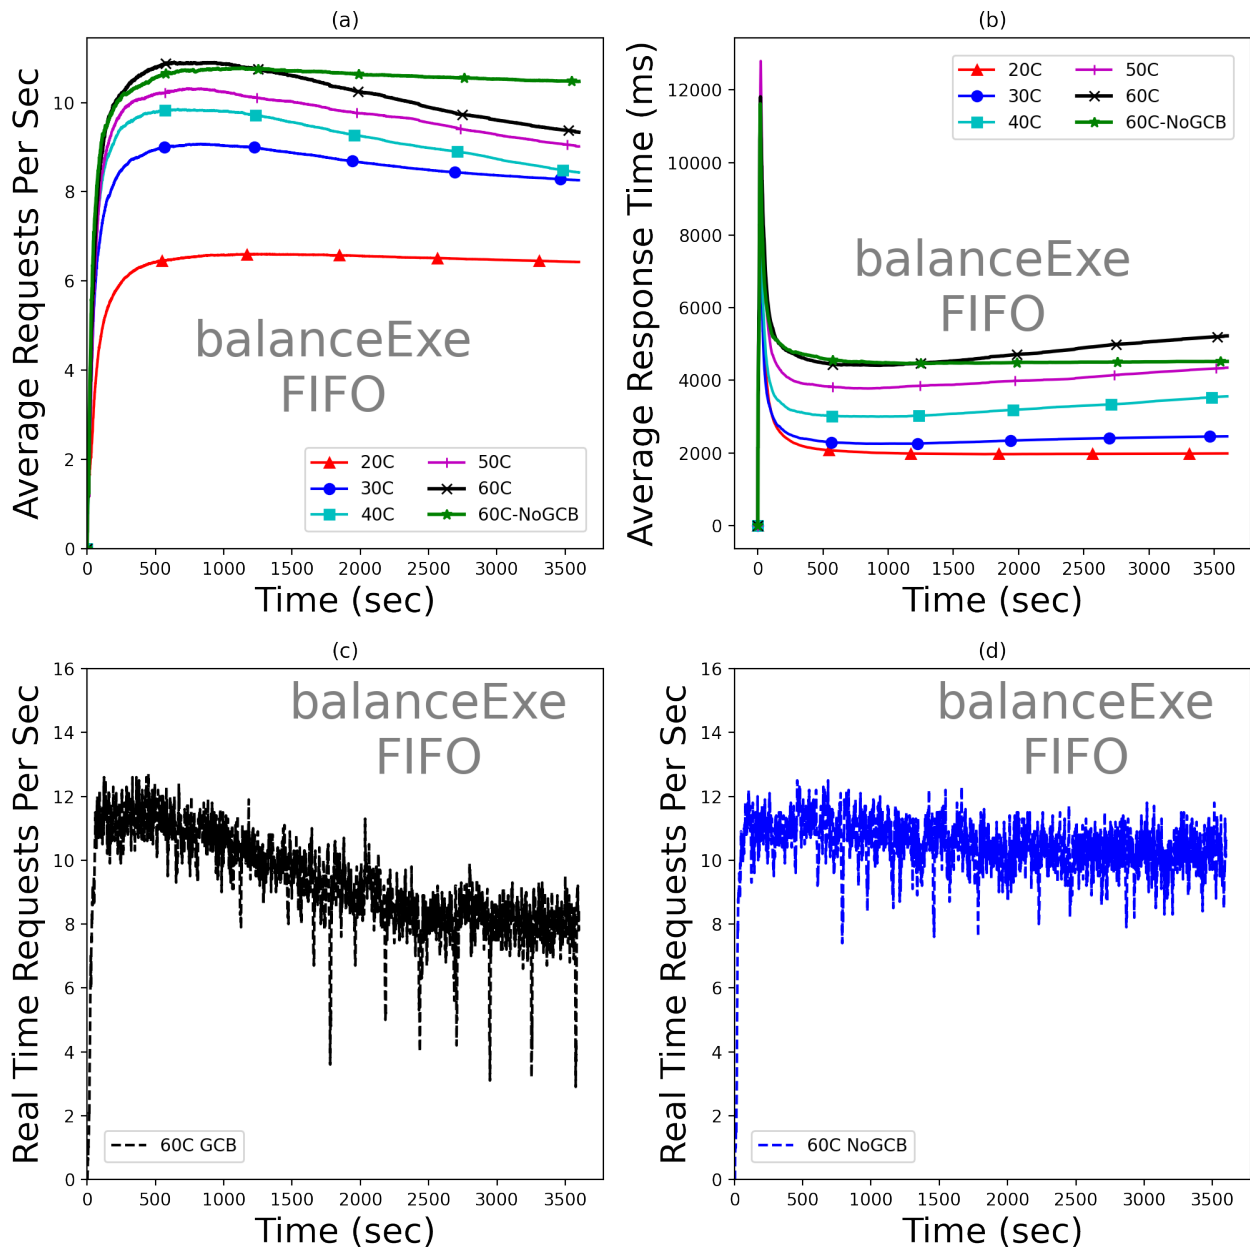 (a)
Average Requests Per Sec
10
8
6
4
2
0
balanceExe
FIFO
20C
30C
40C
50C
60C
60C-NoGCB
0 500 1000 1500 2000 2500 3000 3500
Time (sec)
(b)
Average Response Time (ms)
12000
10000
8000
6000
4000
2000
0
20C
30C
40C
50C
60C
60C-NoGCB
balanceExe
FIFO
0 500 1000 1500 2000 2500 3000 3500
Time (sec)
(c)
Real Time Requests Per Sec
16
14
12
10
8
6
4
2
0
balanceExe
FIFO
60C GCB
0 500 1000 1500 2000 2500 3000 3500
Time (sec)
(d)
Real Time Requests Per Sec
16
14
12
10
8
6
4
2
0
balanceExe
FIFO
60C NoGCB
0 500 1000 1500 2000 2500 3000 3500
Time (sec)